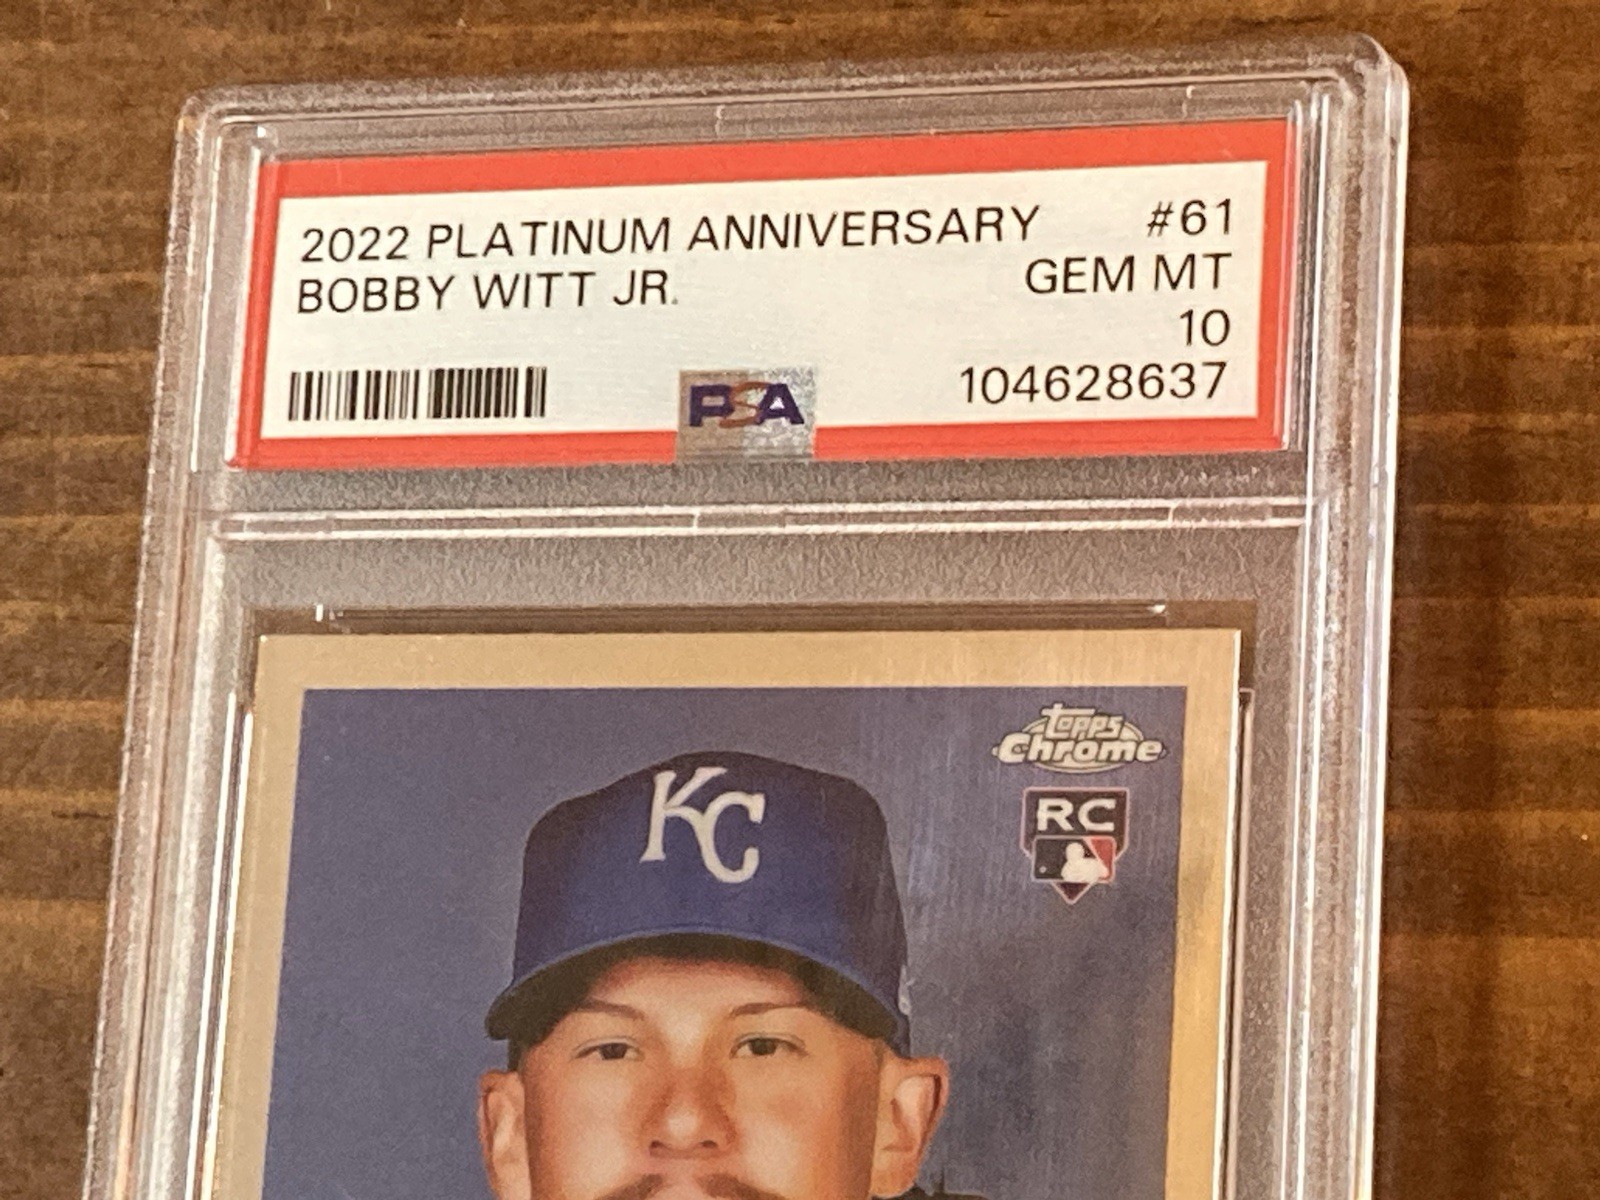 2022 PLATINUM ANNIVERSARY #61
BOBBY WITT JR. GEM MT
10
PSA 104628637
Topps
Chrome
RC
KC